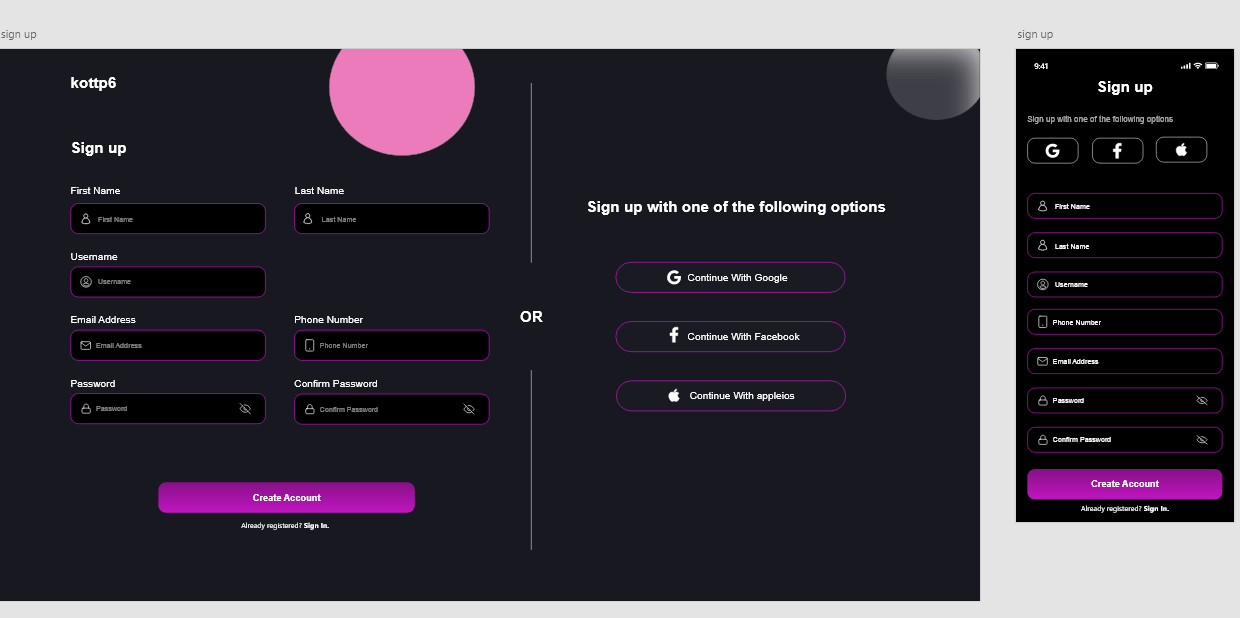 sign up
kottp6
Sign up
First Name
Last Name
First Name
Last Name
Username
Username
Email Address
Phone Number
Email Address
Phone Number
Password
Confirm Password
Password
Confirm Password
Create Account
Already registered? Sign In.
OR
Sign up with one of the following options
G Continue With Google
f Continue With Facebook
Continue With appleios
sign up
9:41
Sign up
Sign up with one of the following options
G
f
First Name
Last Name
Username
Phone Number
Email Address
Password
Confirm Password
Create Account
Already registered? Sign In.